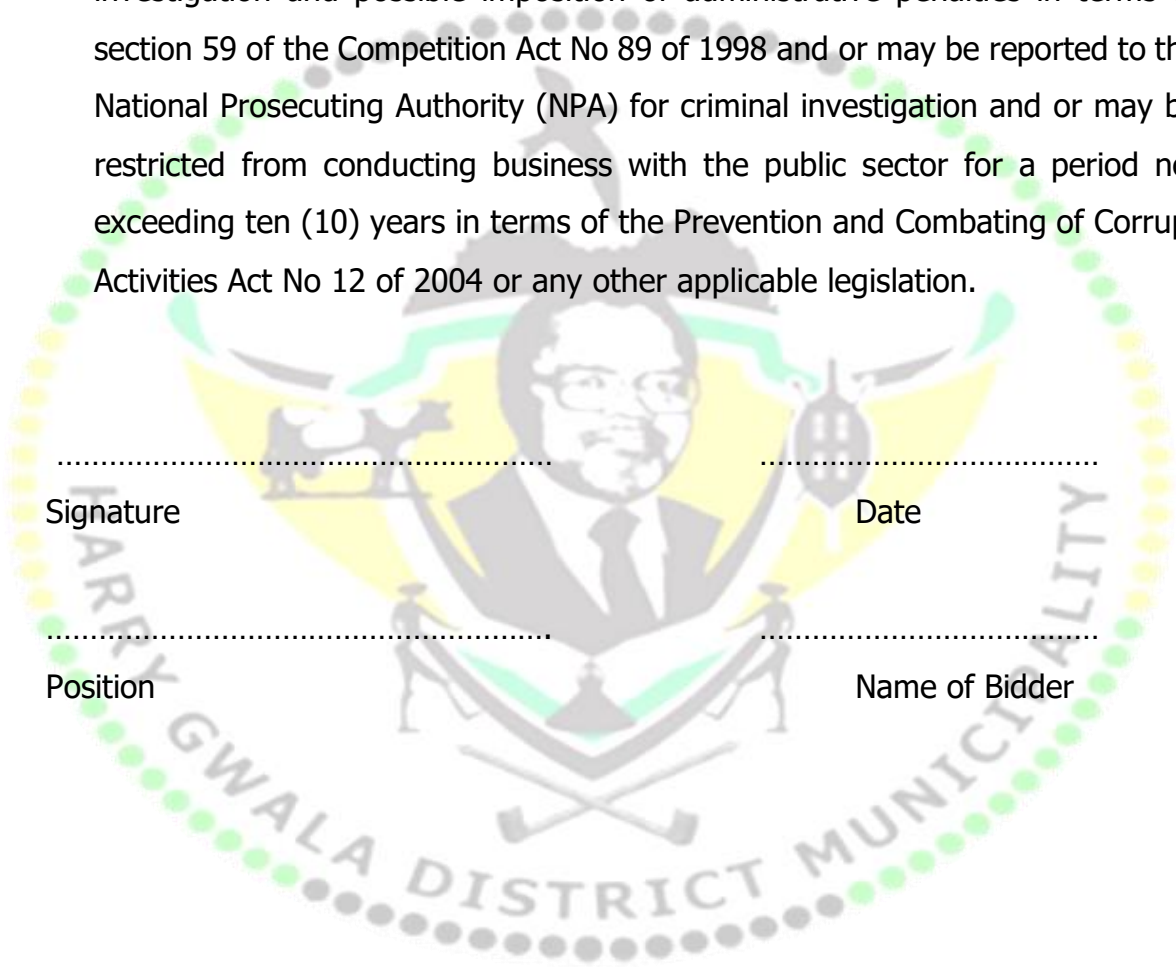 section 59 of the Competition Act No 89 of 1998 and or may be reported to th
National Prosecuting Authority (NPA) for criminal investigation and or may b
restricted from conducting business with the public sector for a period no
exceeding ten (10) years in terms of the Prevention and Combating of Corrup
Activities Act No 12 of 2004 or any other applicable legislation.
………………………………………………… …………………………………
Signature Date
…………………………………………………. …………………………………
Position Name of Bidder
HARRY GWALA DISTRICT MUNICIPALITY